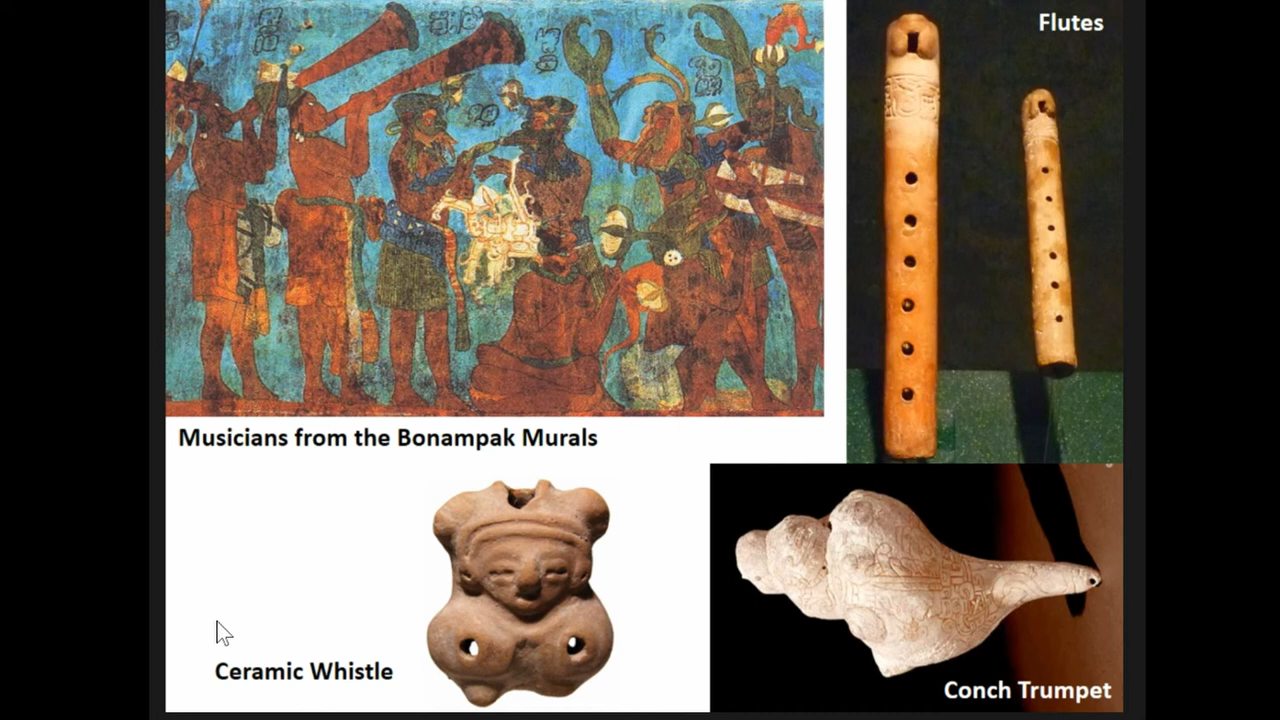 Flutes
Musicians from the Bonampak Murals
Ceramic Whistle
Conch Trumpet